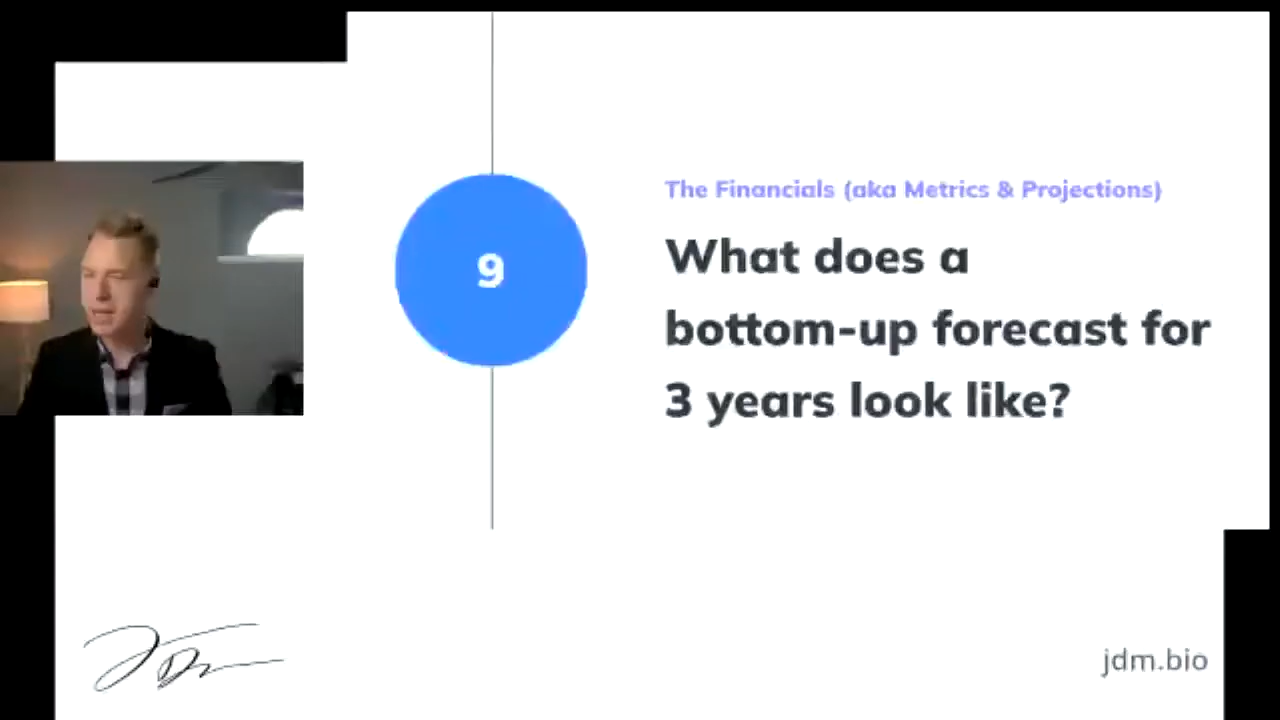 The Financials (aka Metrics & Projections)
9
What does a
bottom-up forecast for
3 years look like?
jdm.bio